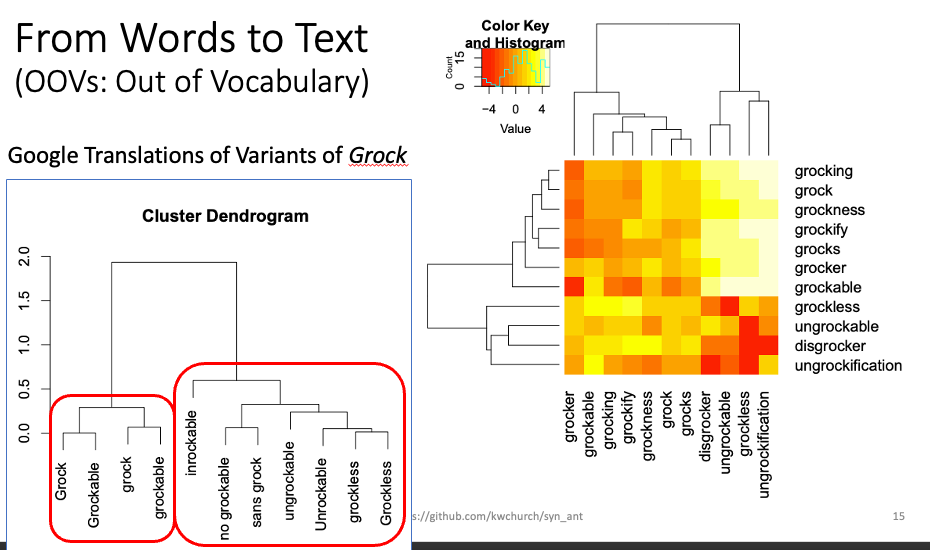 From Words to Text
(OOVs: Out of Vocabulary)
Google Translations of Variants of Grock
Cluster Dendrogram
2.0
1.5
1.0
0.5
0.0
Grock
Grockable
grock
grockable
inrockable
no grockable
sans grock
ungrockable
Unrockable
grockless
Grockless
Color Key
and Histogram
Count
0 15
−4 0 4
Value
grocking
grock
grockness
grockify
grocks
grocker
grockable
grockless
ungrockable
disgrocker
ungrockification
grocker
grockable
grocking
grockify
grockness
grock
grocks
disgrocker
ungrockable
grockless
ungrockification
s://github.com/kwchurch/syn_ant
15